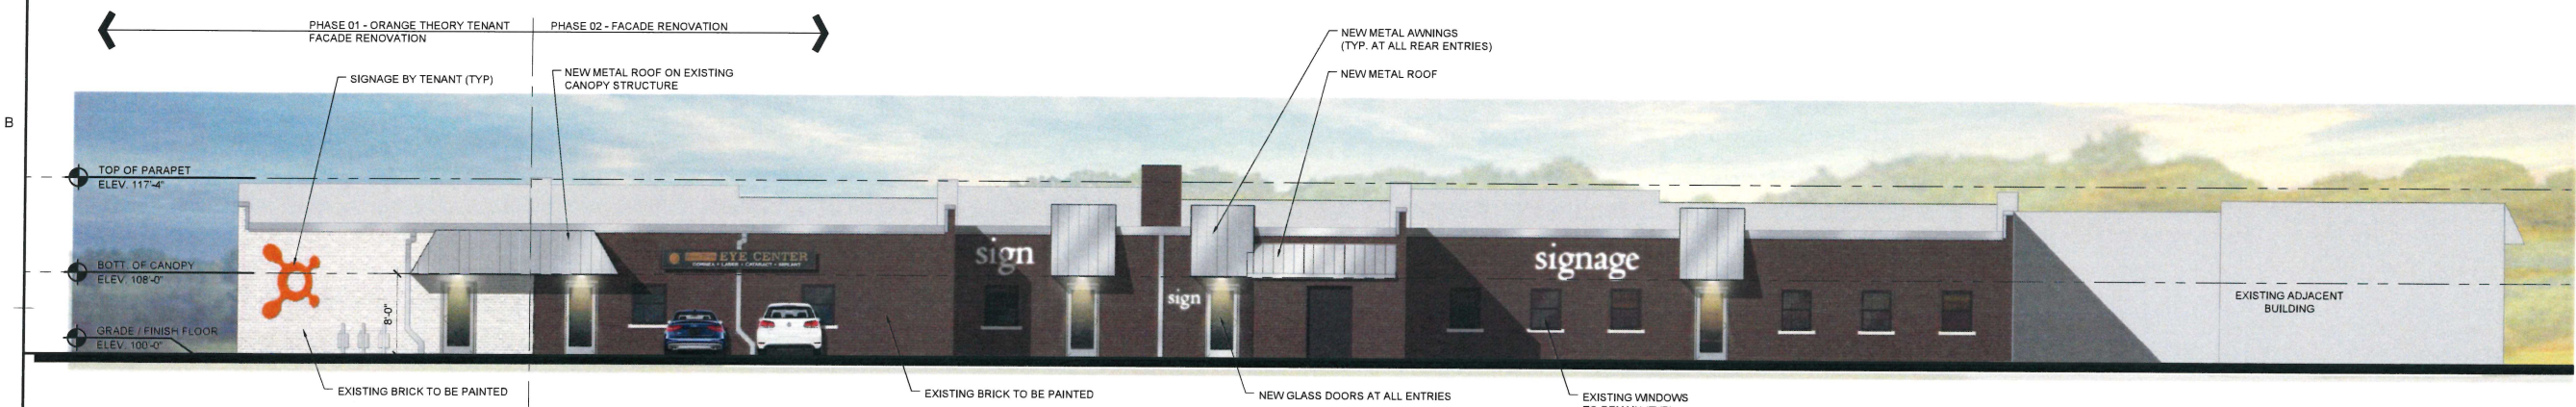 PHASE 01 - ORANGE THEORY TENANT
FACADE RENOVATION
PHASE 02 - FACADE RENOVATION
NEW METAL AWNINGS
(TYP. AT ALL REAR ENTRIES)
SIGNAGE BY TENANT (TYP)
NEW METAL ROOF ON EXISTING
CANOPY STRUCTURE
NEW METAL ROOF
B
TOP OF PARAPET
ELEV. 117'-4"
BOTT. OF CANOPY
ELEV. 108'-0"
EYE CENTER
sign
signage
sign
8'-0"
EXISTING ADJACENT
BUILDING
GRADE / FINISH FLOOR
ELEV. 100'-0"
EXISTING BRICK TO BE PAINTED
EXISTING BRICK TO BE PAINTED
NEW GLASS DOORS AT ALL ENTRIES
EXISTING WINDOWS